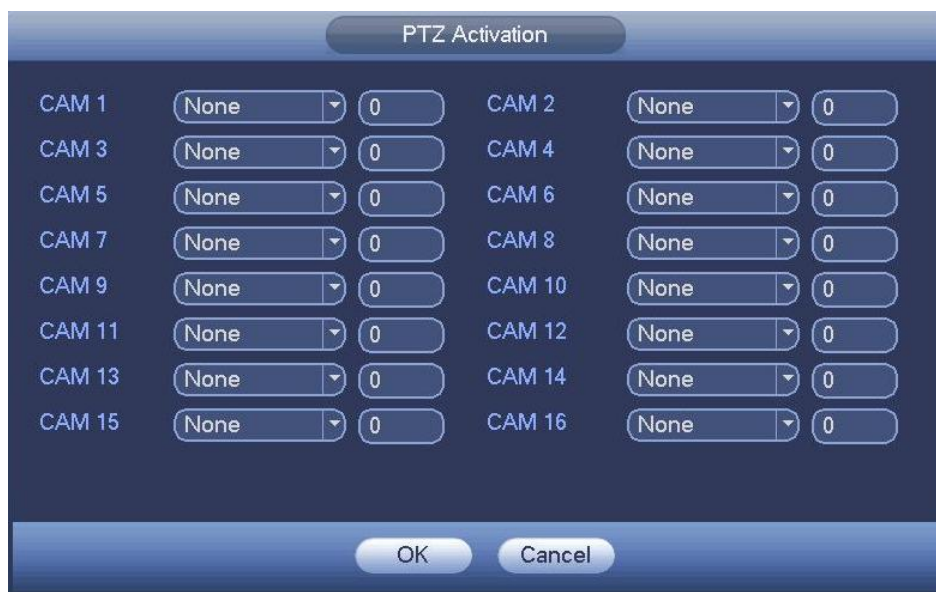 PTZ Activation
CAM 1 None 0 CAM 2 None 0
CAM 3 None 0 CAM 4 None 0
CAM 5 None 0 CAM 6 None 0
CAM 7 None 0 CAM 8 None 0
CAM 9 None 0 CAM 10 None 0
CAM 11 None 0 CAM 12 None 0
CAM 13 None 0 CAM 14 None 0
CAM 15 None 0 CAM 16 None 0
OK Cancel